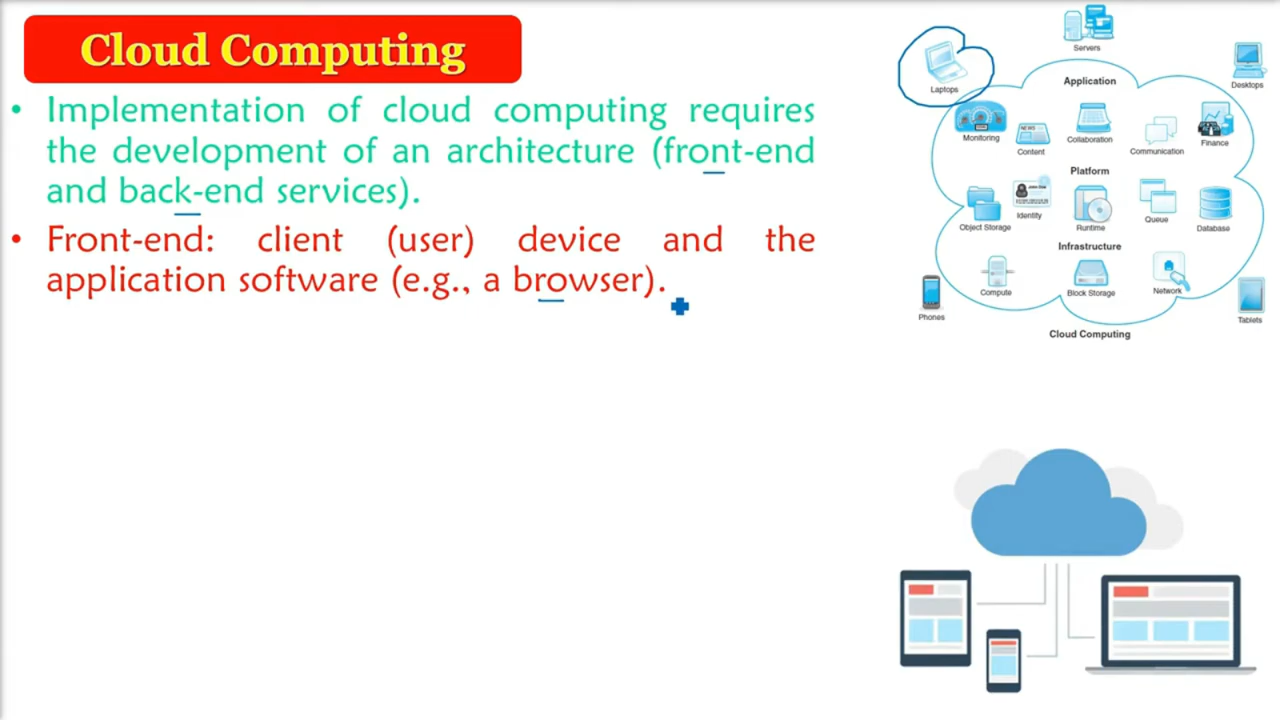 Cloud Computing
• Implementation of cloud computing requires
the development of an architecture (front-end
and back-end services).
• Front-end: client (user) device and the
application software (e.g., a browser).
Servers
Laptops
Desktops
Application
Monitoring
NEWS
Content
Collaboration
Communication
Finance
Platform
Object Storage
Identity
Runtime
Queue
Database
Infrastructure
Compute
Block Storage
Network
Phones
Tablets
Cloud Computing